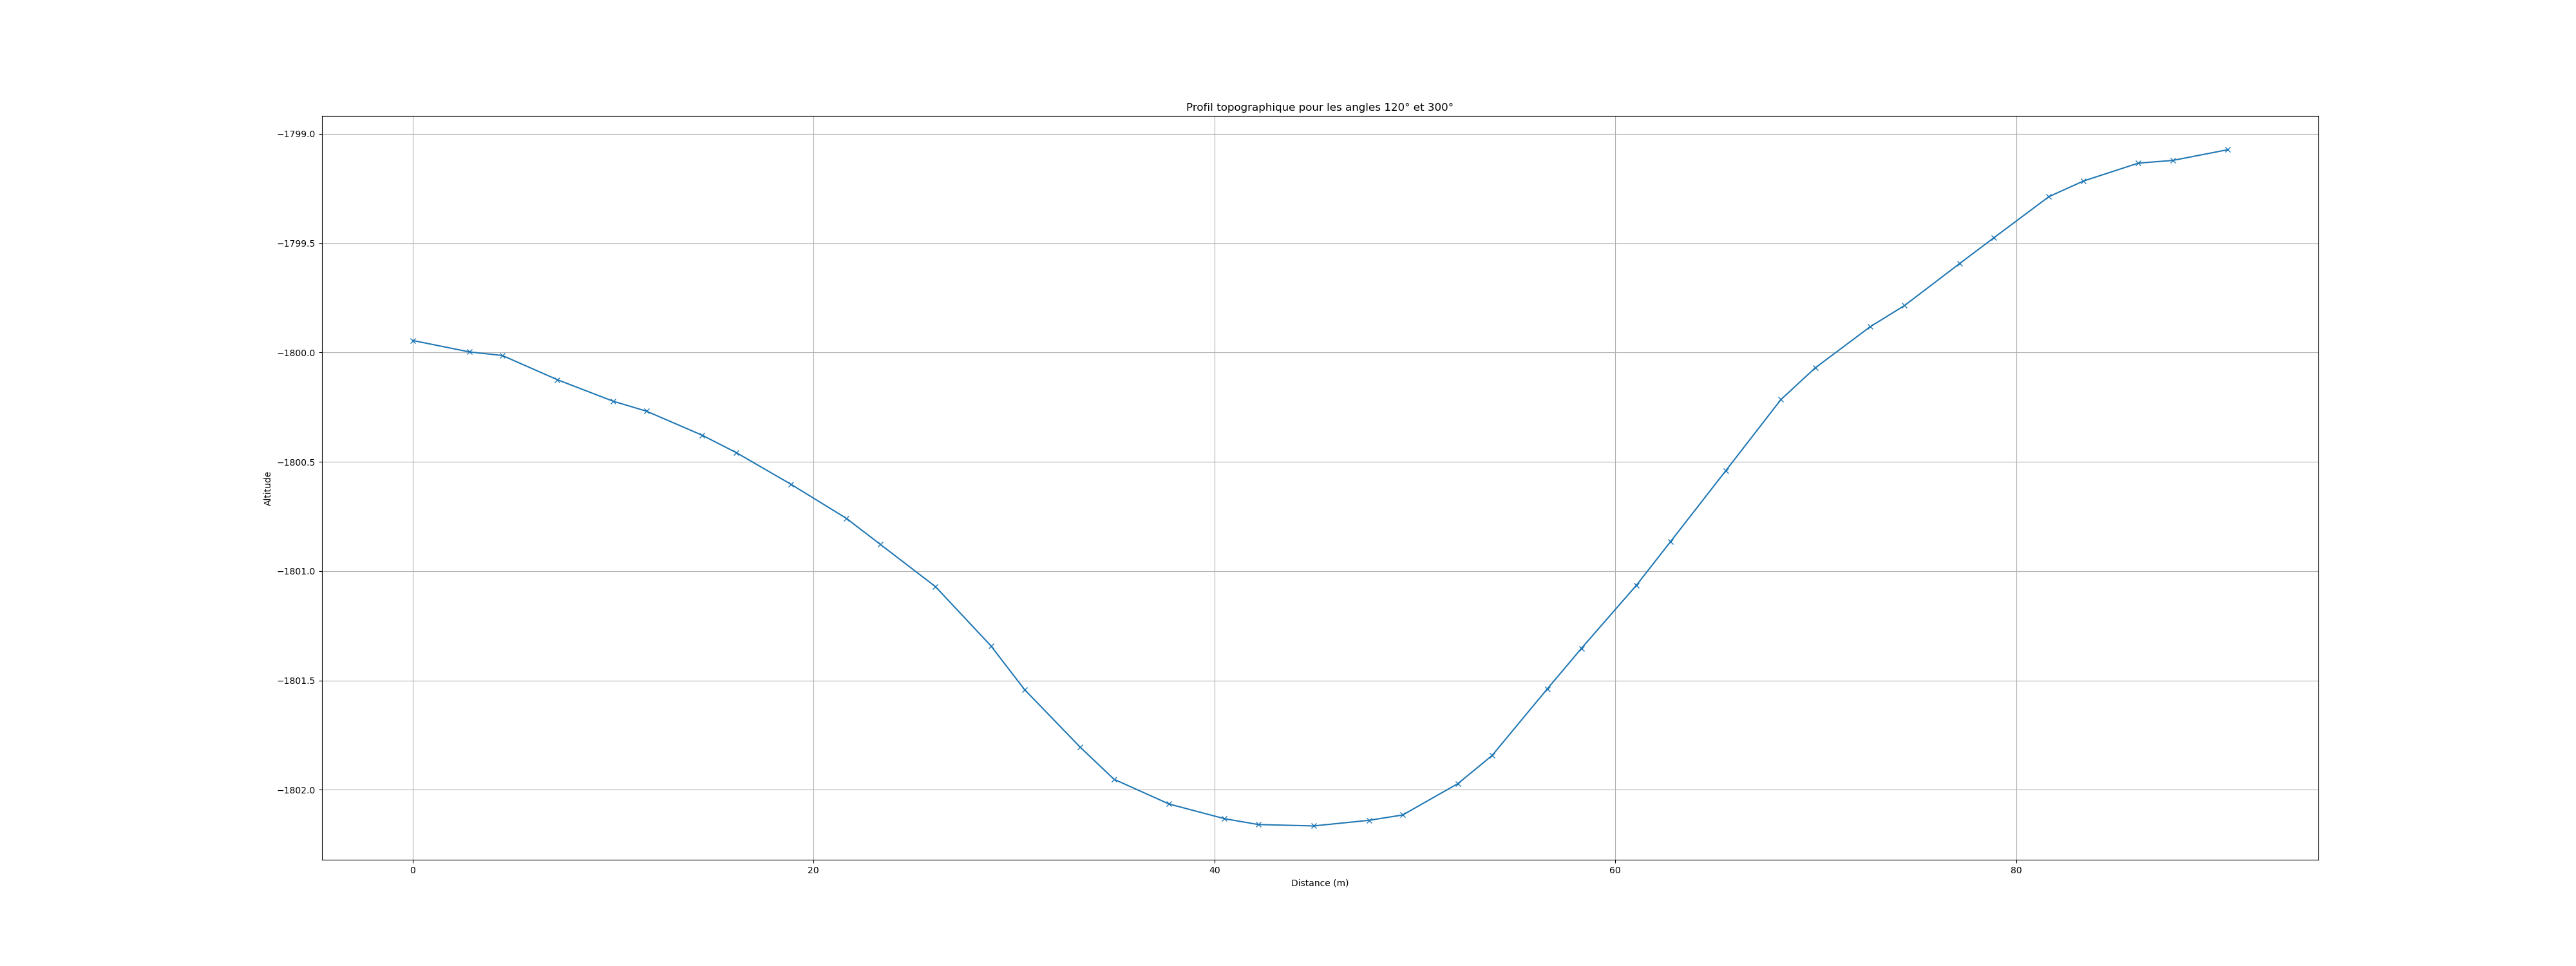 Profil topographique pour les angles 120° et 300°
−1799.0
−1799.5
−1800.0
−1800.5
−1801.0
−1801.5
−1802.0
Altitude
0 20 40 60 80
Distance (m)